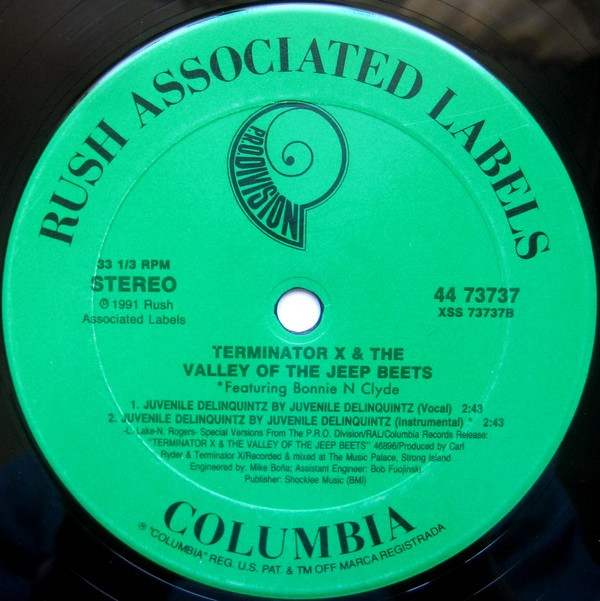 RUSH ASSOCIATED LABELS
P.R.O.DIVISION
33 1/3 RPM
STEREO
℗ 1991 Rush
Associated Labels
44 73737
XSS 73737B
TERMINATOR X & THE
VALLEY OF THE JEEP BEETS
*Featuring Bonnie N Clyde
1. JUVENILE DELINQUINTZ BY JUVENILE DELINQUINTZ (Vocal) 2:43
2. JUVENILE DELINQUINTZ BY JUVENILE DELINQUINTZ (Instrumental) * 2:43
-L. Lake-N. Rogers- Special Versions From The P.R.O. Division/RAL/Columbia Records Release:
"TERMINATOR X & THE VALLEY OF THE JEEP BEETS" 46896/Produced by Carl
Ryder & Terminator X/Recorded & mixed at The Music Palace, Strong Island
Engineered by: Mike Boña; Assistant Engineer: Bob Fuojinski
Publisher: Shocklee Music (BMI)
COLUMBIA
® "COLUMBIA" REG. U.S. PAT. & TM OFF MARCA REGISTRADA